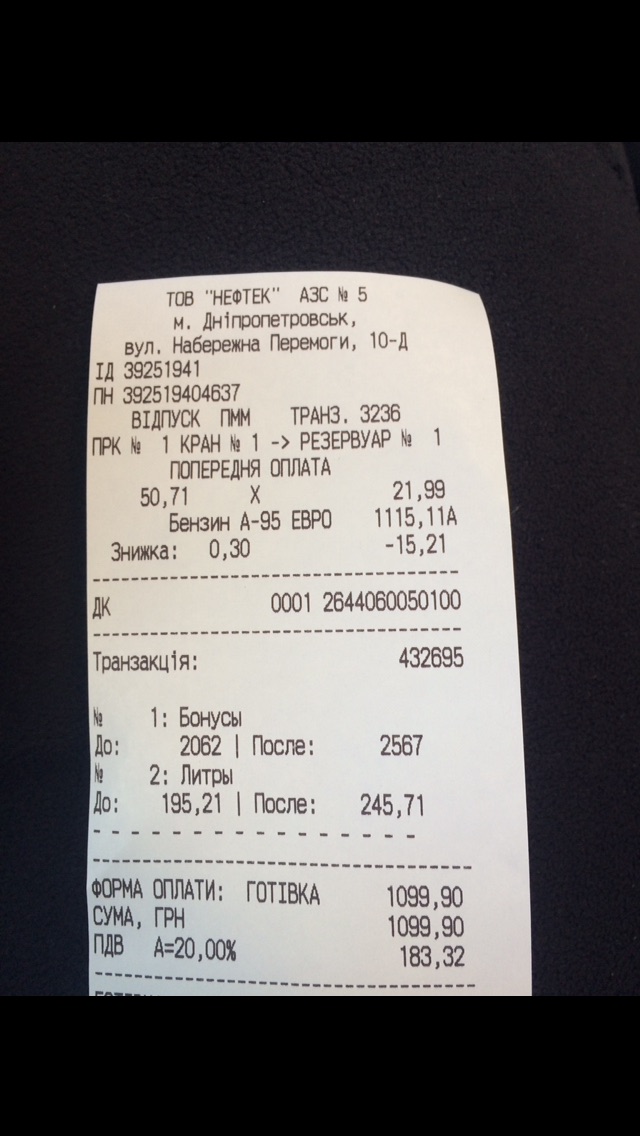 ТОВ "НЕФТЕК" АЗС № 5
м. Дніпропетровськ,
вул. Набережна Перемоги, 10-Д
ІД 39251941
ПН 392519404637
ВІДПУСК ПММ ТРАНЗ. 3236
ПРК № 1 КРАН № 1 -> РЕЗЕРВУАР № 1
ПОПЕРЕДНЯ ОПЛАТА
50,71 X 21,99
Бензин А-95 ЕВРО 1115,11А
Знижка: 0,30 -15,21
ДК 0001 2644060050100
Транзакція: 432695
№ 1: Бонусы
До: 2062 | После: 2567
№ 2: Литры
До: 195,21 | После: 245,71
ФОРМА ОПЛАТИ: ГОТІВКА 1099,90
СУМА, ГРН 1099,90
ПДВ А=20,00% 183,32